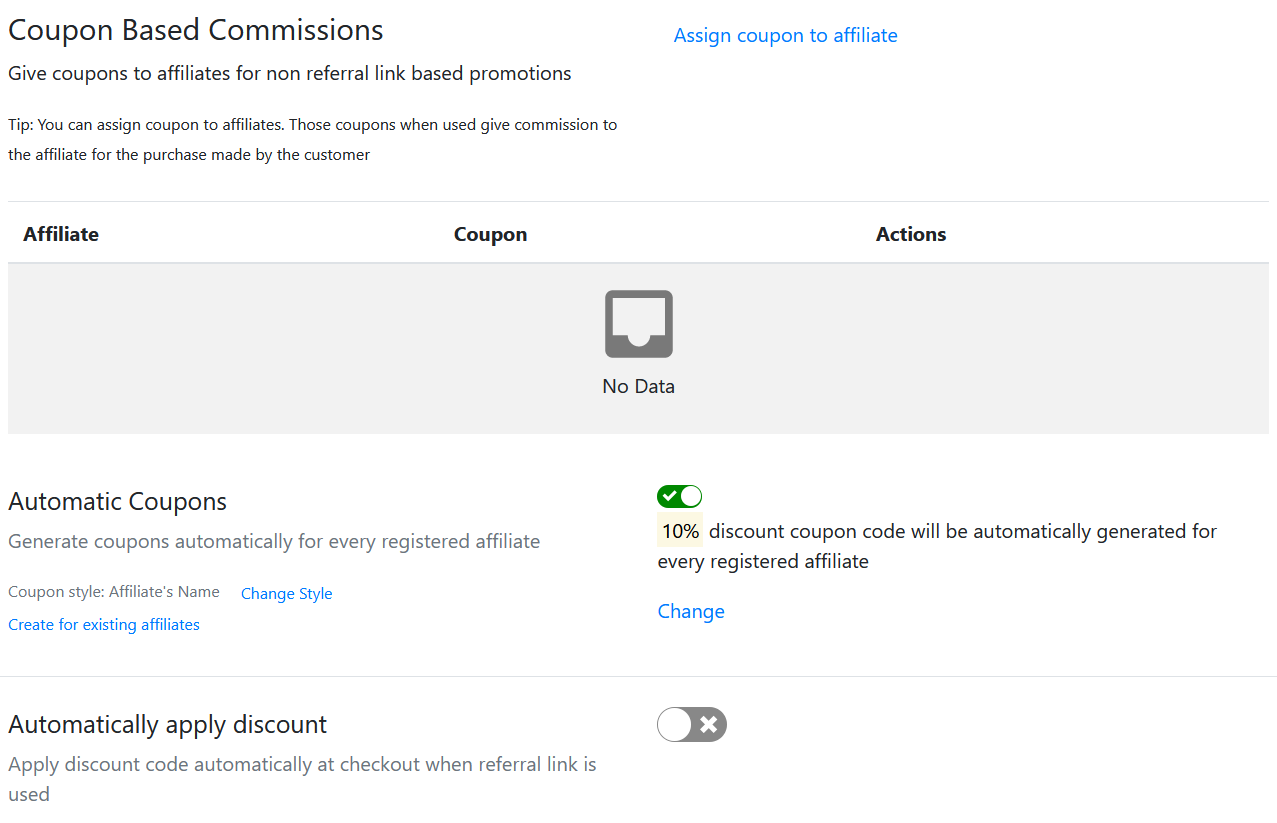 Coupon Based Commissions
Assign coupon to affiliate
Give coupons to affiliates for non referral link based promotions
Tip: You can assign coupon to affiliates. Those coupons when used give commission to
the affiliate for the purchase made by the customer
Affiliate Coupon Actions
No Data
Automatic Coupons
Generate coupons automatically for every registered affiliate
Coupon style: Affiliate's Name Change Style
Create for existing affiliates
10% discount coupon code will be automatically generated for
every registered affiliate
Change
Automatically apply discount
Apply discount code automatically at checkout when referral link is
used